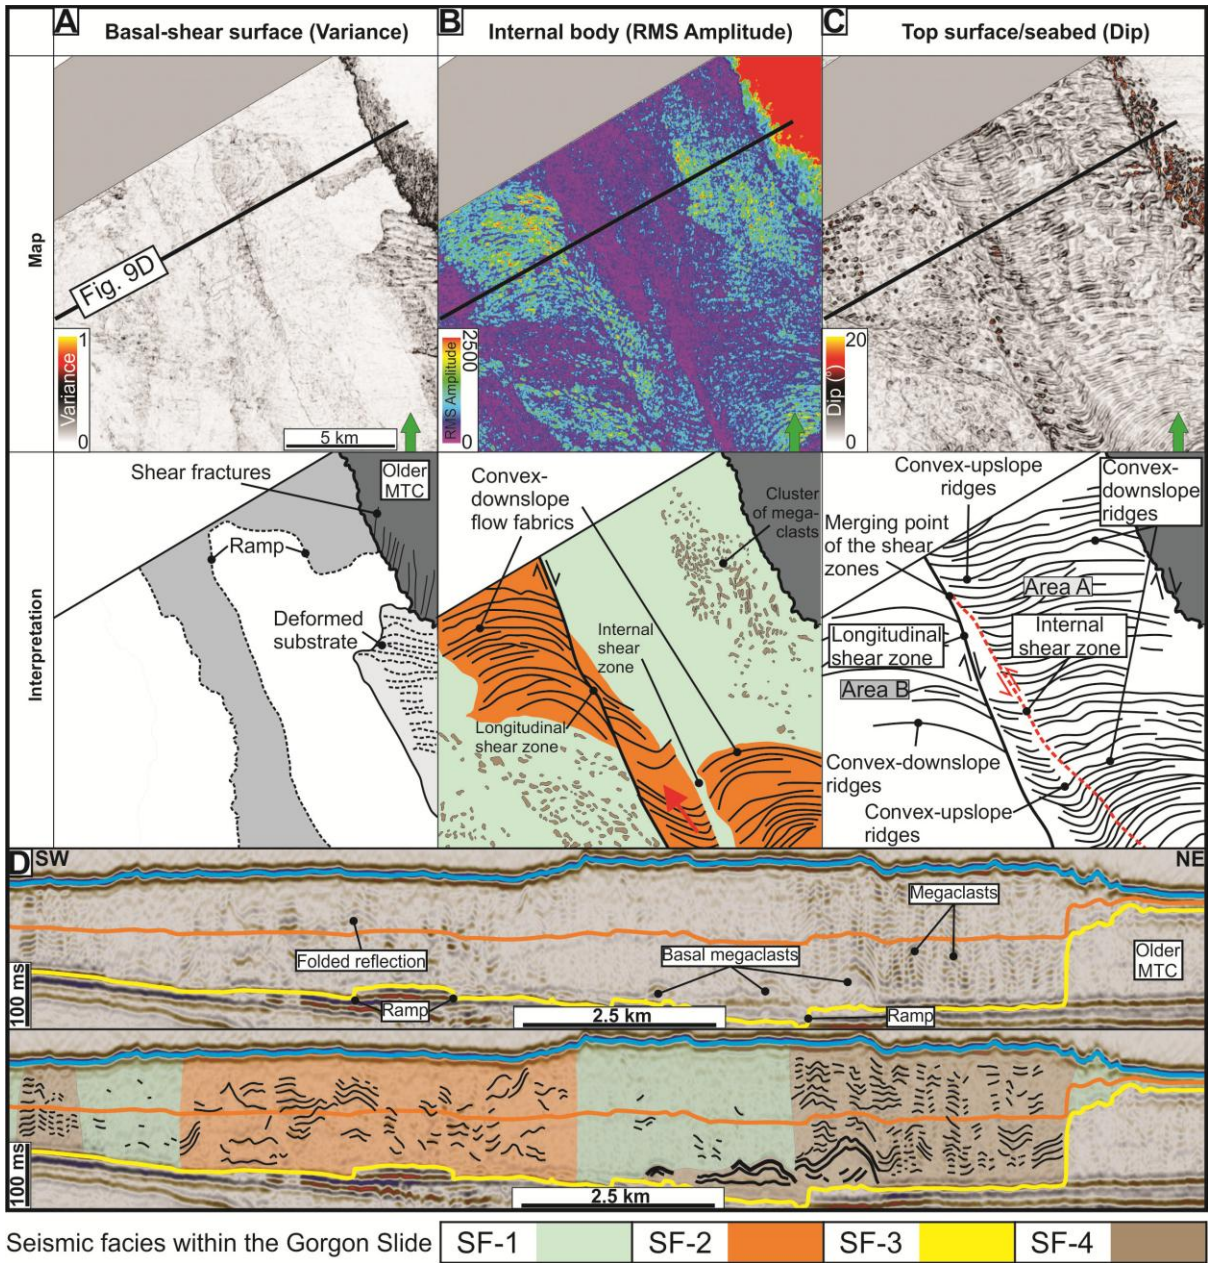 A Basal-shear surface (Variance)
B Internal body (RMS Amplitude)
C Top surface/seabed (Dip)
Map
Fig. 9D
1
Variance
0
5 km
2500
RMS Amplitude
0
20
Dip (°)
0
Interpretation
Shear fractures
Older
MTC
Ramp
Deformed
substrate
Convex-
downslope
flow fabrics
Cluster
of mega-
clasts
Internal
shear
zone
Longitudinal
shear zone
Convex-upslope
ridges
Convex-
downslope
ridges
Merging point
of the shear
zones
Area A
Longitudinal
shear zone
Internal
shear zone
Area B
Convex-downslope
ridges
Convex-upslope
ridges
D SW
NE
Megaclasts
Folded reflection
Basal megaclasts
Older
MTC
100 ms
Ramp
2.5 km
Ramp
100 ms
2.5 km
Seismic facies within the Gorgon Slide SF-1 SF-2 SF-3 SF-4